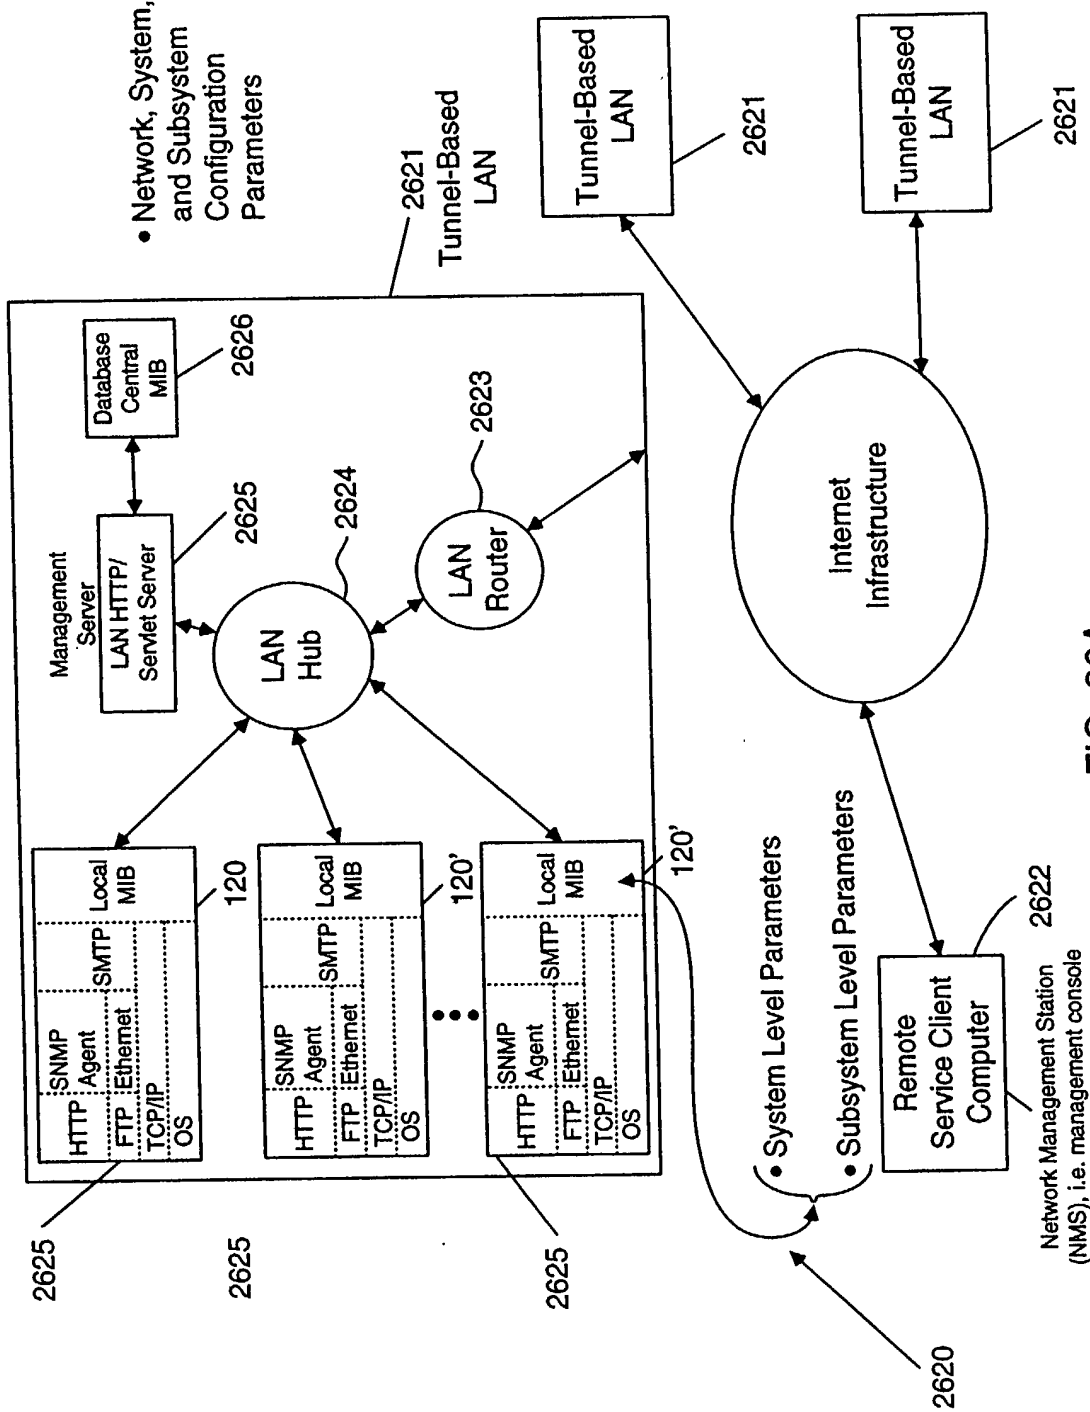 2625
HTTP
SNMP
Agent
SMTP
Local
MIB
FTP
Ethernet
TCP/IP
OS
120
Management
Server
LAN HTTP/
Servlet Server
2625
Database
Central
MIB
2626
• Network, System,
and Subsystem
Configuration
Parameters
2625
HTTP
SNMP
Agent
SMTP
Local
MIB
FTP
Ethernet
TCP/IP
OS
120'
LAN
Hub
2624
2625
HTTP
SNMP
Agent
SMTP
Local
MIB
FTP
Ethernet
TCP/IP
OS
120'
LAN
Router
2623
2621
Tunnel-Based
LAN
Tunnel-Based
LAN
2621
2620
• System Level Parameters
• Subsystem Level Parameters
Internet
Infrastructure
Remote
Service Client
Computer
2622
Network Management Station
(NMS), i.e. management console
Tunnel-Based
LAN
2621